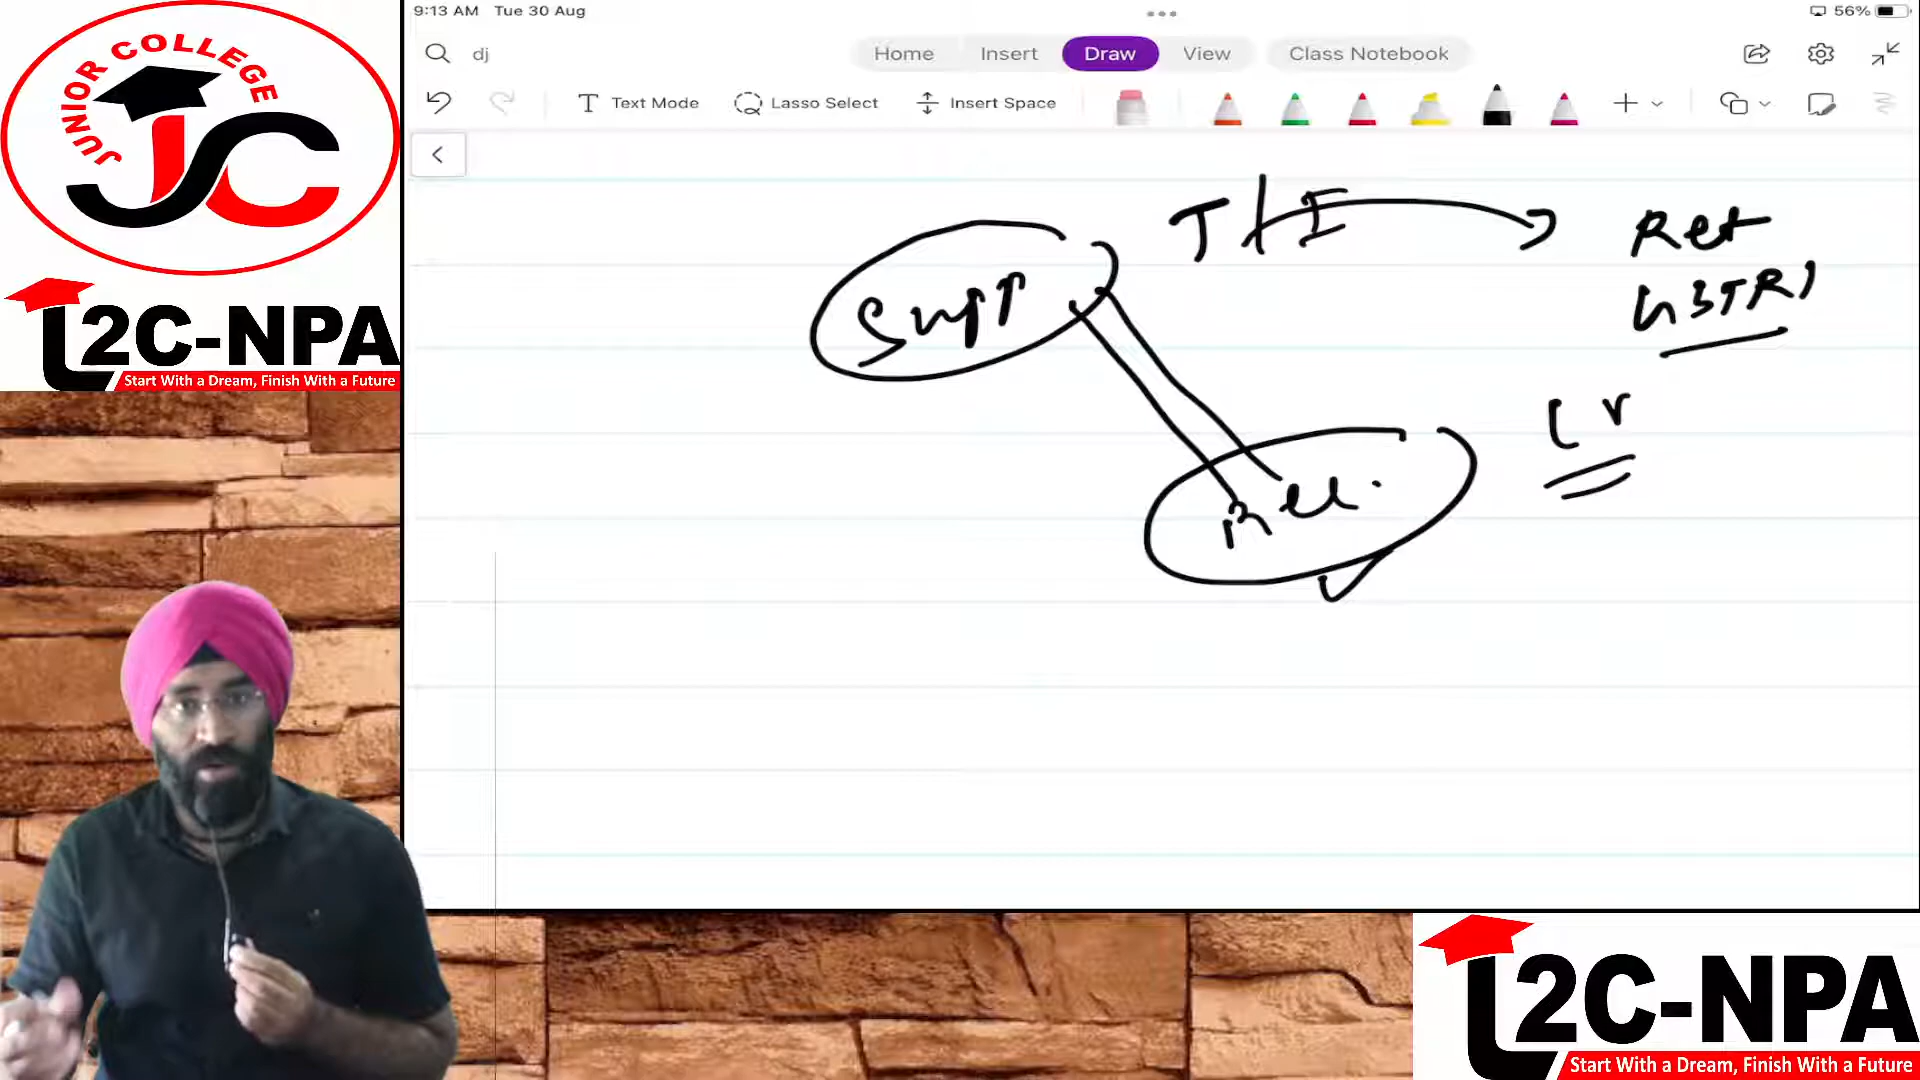 JUNIOR COLLEGE
JC
L2C-NPA
Start With a Dream, Finish With a Future
9:13 AM Tue 30 Aug
56%
dj
Home Insert Draw View Class Notebook
Text Mode Lasso Select Insert Space
T/I
Ret
GSTR1
Supp
L2C-NPA
Start With a Dream, Finish With a Future